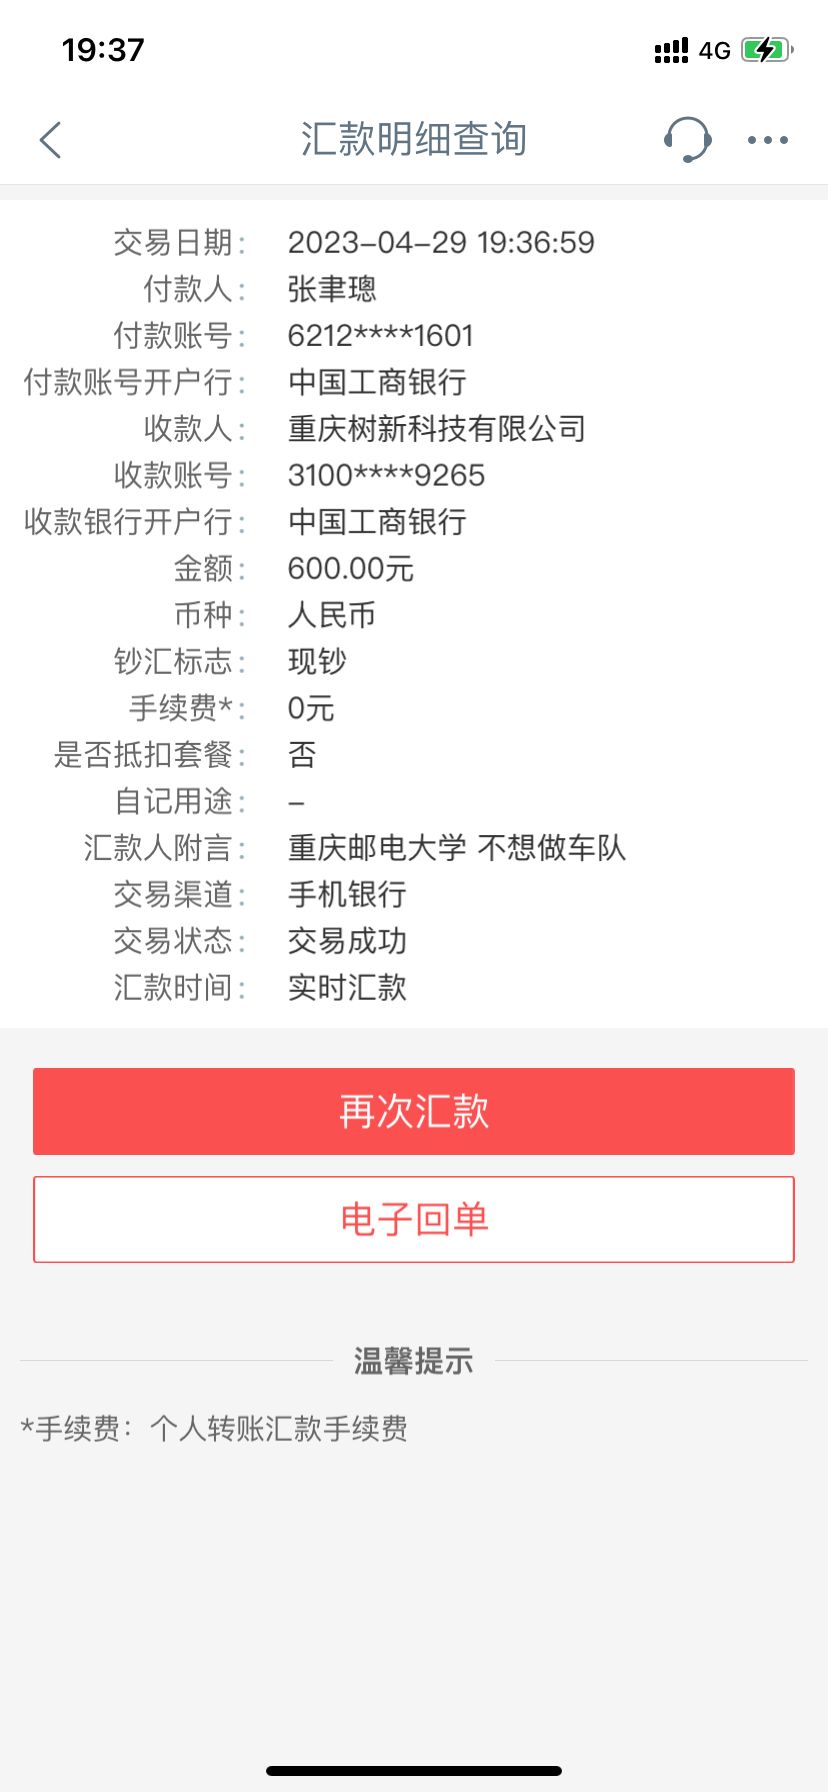 19:37
4G
汇款明细查询
交易日期： 2023-04-29 19:36:59
付款人： 张聿璁
付款账号： 6212****1601
付款账号开户行： 中国工商银行
收款人： 重庆树新科技有限公司
收款账号： 3100****9265
收款银行开户行： 中国工商银行
金额： 600.00元
币种： 人民币
钞汇标志： 现钞
手续费*： 0元
是否抵扣套餐： 否
自记用途： –
汇款人附言： 重庆邮电大学 不想做车队
交易渠道： 手机银行
交易状态： 交易成功
汇款时间： 实时汇款
再次汇款
电子回单
温馨提示
*手续费：个人转账汇款手续费